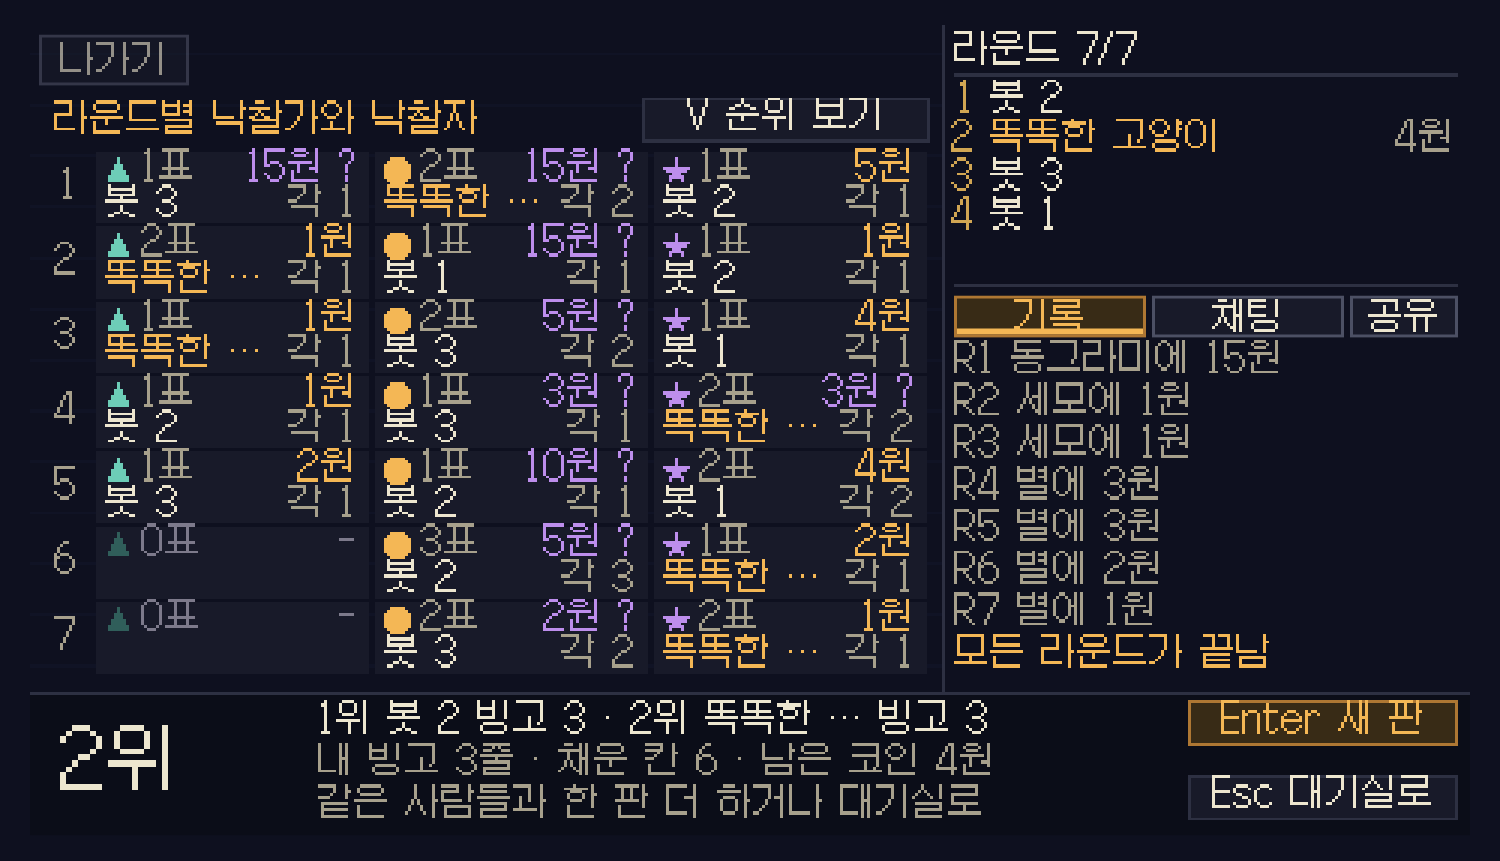 나가기
라운드별 낙찰가와 낙찰자
V 순위 보기
1
▲ 1표 15원 ?
봇 3 각 1
● 2표 15원 ?
똑똑한 … 각 2
★ 1표 5원
봇 2 각 1
2
▲ 2표 1원
똑똑한 … 각 1
● 1표 15원 ?
봇 1 각 1
★ 1표 1원
봇 2 각 1
3
▲ 1표 1원
똑똑한 … 각 1
● 2표 5원 ?
봇 3 각 2
★ 1표 4원
봇 1 각 1
4
▲ 1표 1원
봇 2 각 1
● 1표 3원 ?
봇 3 각 1
★ 2표 3원 ?
똑똑한 … 각 2
5
▲ 1표 2원
봇 3 각 1
● 1표 10원 ?
봇 2 각 1
★ 2표 4원
봇 1 각 2
6
▲ 0표 -
● 3표 5원 ?
봇 2 각 3
★ 1표 2원
똑똑한 … 각 1
7
▲ 0표 -
● 2표 2원 ?
봇 3 각 2
★ 2표 1원
똑똑한 … 각 1
라운드 7/7
1 봇 2
2 똑똑한 고양이 4원
3 봇 3
4 봇 1
기록
채팅
공유
R1 동그라미에 15원
R2 세모에 1원
R3 세모에 1원
R4 별에 3원
R5 별에 3원
R6 별에 2원
R7 별에 1원
모든 라운드가 끝남
2위
1위 봇 2 빙고 3 · 2위 똑똑한 … 빙고 3
내 빙고 3줄 · 채운 칸 6 · 남은 코인 4원
같은 사람들과 한 판 더 하거나 대기실로
Enter 새 판
Esc 대기실로